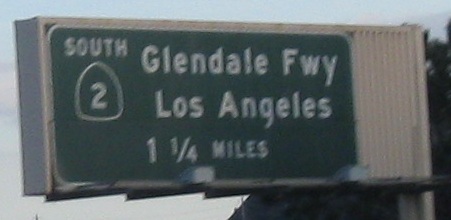 SOUTH
2
Glendale Fwy
Los Angeles
1 1/4 MILES